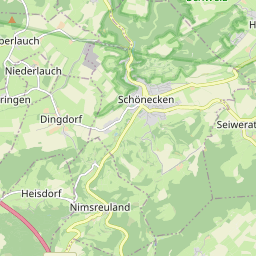 berlauch
Niederlauch
ringen
Schönecken
Dingdorf
Seiwerat
Heisdorf
Nimsreuland